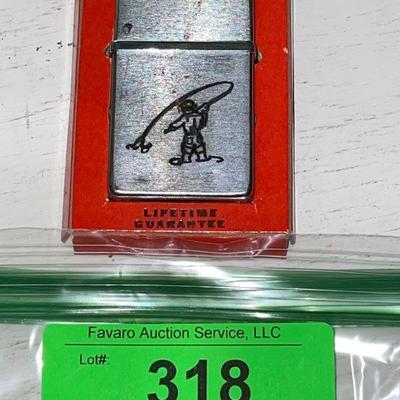 LIFETIME
GUARANTEE
Favaro Auction Service, LLC
Lot#:
318